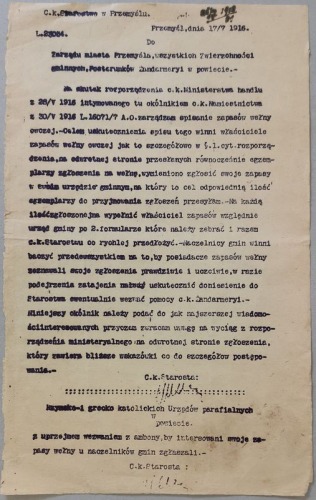 C.k.Starostwo w Przemyślu.
Przemyśl,dnia 17/7 1916.
L.
Do
Zarządu miasta Przemyśla,wszystkich Zwierzchności
gminnych,Posterunków Żandarmeryi w powiecie.-
Na skutek rozporządzenia c.k.Ministerstwa handlu
z 26/V 1916 intymowanego tu okólnikiem c.k.Namiestnictwa
z 30/V 1916 L.16071/7 A.O.zarządzam spisanie zapasów wełny
owczej.-Celem uskutecznienia spisu tego winni właściciele
zapasów wełny owczej jak to szczegółowo w §.1.cyt.rozporzą-
dzenia,na odwrotnej stronie przesłanych równocześnie egzem-
plarzy zgłoszenia na wełnę,wymieniono zgłosić swoje zapasy
w urzędzie gminnym,na który to cel odpowiednią ilość
egzemplarzy do przyjmowania zgłoszeń przesyłam.-Na każdą
ilość zgłoszoną ma wypełnić właściciel zapasów względnie
urząd gminy po 2.formularze które należy zebrać i razem
c.k.Starostwu co rychlej przedłożyć.-Naczelnicy gmin winni
baczyć przedewszystkiem na to,by posiadacze zapasów wełny
zeznawali swoje zgłoszenia prawdziwie i uczciwie,w razie
podejrzenia zatajenia należy uskutecznić doniesienie do
Starostwa ewentualnie wezwać pomocy c.k.Żandarmeryi.-
Niniejszy okólnik należy podać do jak najszerszej wiadomo-
ści interesowanych przyczem zwracam uwagę na wyciąg z rozpo-
rządzenia ministeryalnego na odwrotnej stronie zgłoszenia,
który zawiera bliższe wskazówki co do szczegółów postępo-
wania.-
C.k.Starosta:
Rzymsko-i grecko katolickich Urzędów parafialnych
w
powiecie.
z uprzejmem wezwaniem z ambony,by interesowani swoje za-
pasy wełny u naczelników gmin zgłaszali.-
C.k.Starosta :